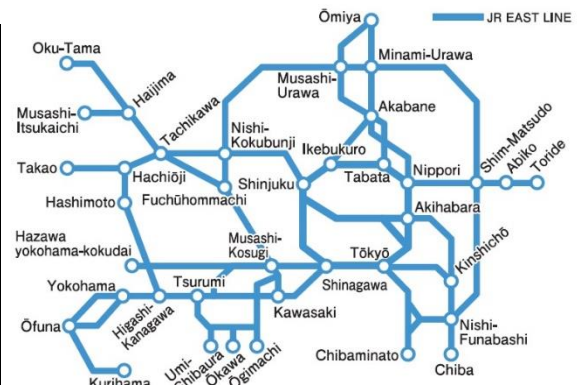 Ōmiya
JR EAST LINE
Oku-Tama
Minami-Urawa
Musashi-
Urawa
Haijima
Musashi-
Itsukaichi
Tachikawa
Akabane
Nishi-
Kokubunji
Ikebukuro
Shim-Matsudo
Abiko
Toride
Takao
Hachiōji
Tabata
Nippori
Shinjuku
Hashimoto
Fuchūhommachi
Akihabara
Hazawa
yokohama-kokudai
Musashi-
Kosugi
Tōkyō
Kinshichō
Yokohama
Tsurumi
Shinagawa
Ōfuna
Higashi-
Kanagawa
Kawasaki
Nishi-
Funabashi
Umi-
Shibaura
Ōkawa
Ōgimachi
Chibaminato
Chiba
Kurihama